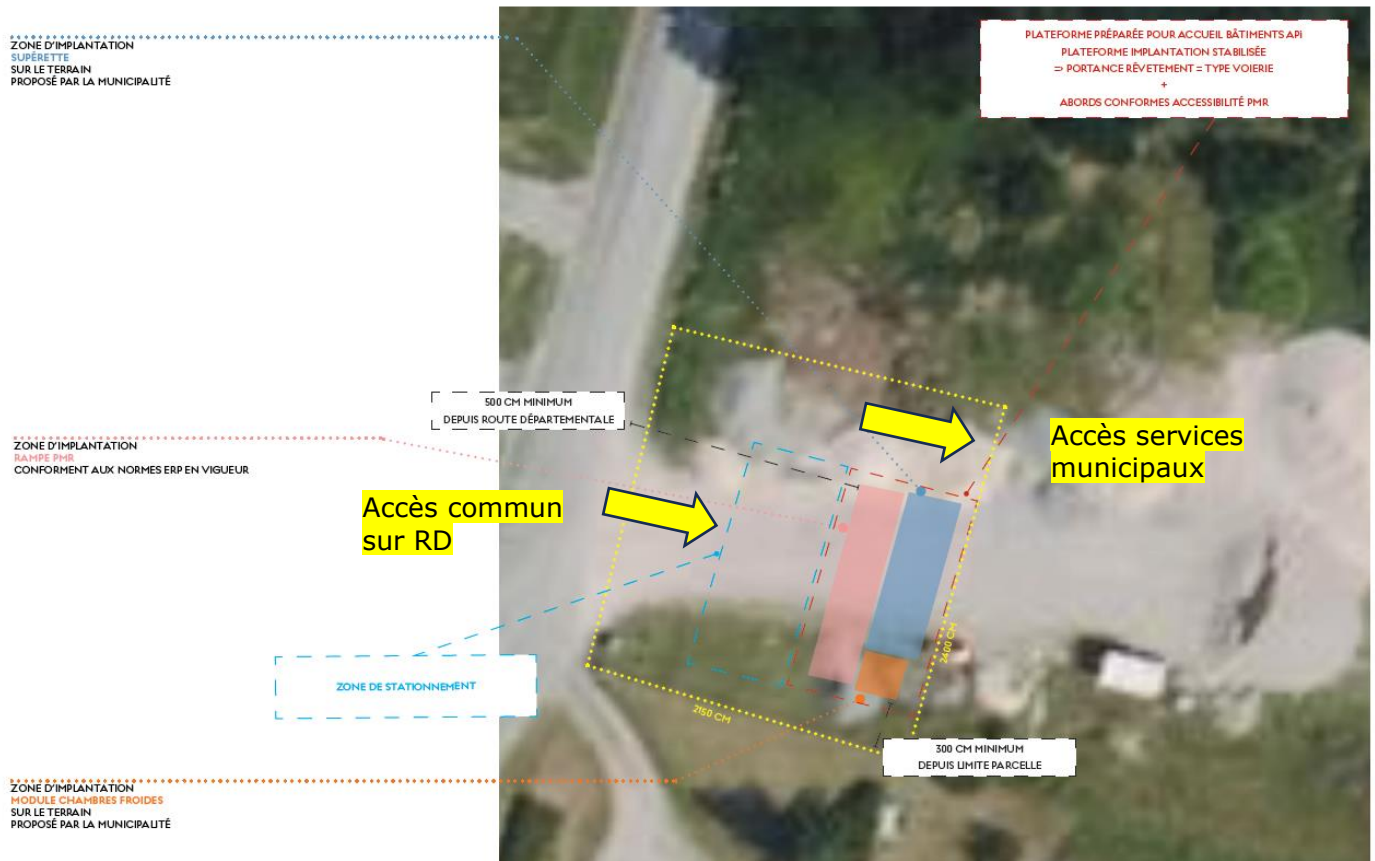 ZONE D'IMPLANTATION
SUPÉRETTE
SUR LE TERRAIN
PROPOSÉ PAR LA MUNICIPALITÉ
PLATEFORME PRÉPARÉE POUR ACCUEIL BÂTIMENTS APi
PLATEFORME IMPLANTATION STABILISÉE
=> PORTANCE RÊVETEMENT = TYPE VOIERIE
+
ABORDS CONFORMES ACCESSIBILITÉ PMR
500 CM MINIMUM
DEPUIS ROUTE DÉPARTEMENTALE
ZONE D'IMPLANTATION
RAMPE PMR
CONFORMENT AUX NORMES ERP EN VIGUEUR
Accès services
municipaux
Accès commun
sur RD
2400 CM
ZONE DE STATIONNEMENT
2150 CM
300 CM MINIMUM
DEPUIS LIMITE PARCELLE
ZONE D'IMPLANTATION
MODULE CHAMBRES FROIDES
SUR LE TERRAIN
PROPOSÉ PAR LA MUNICIPALITÉ